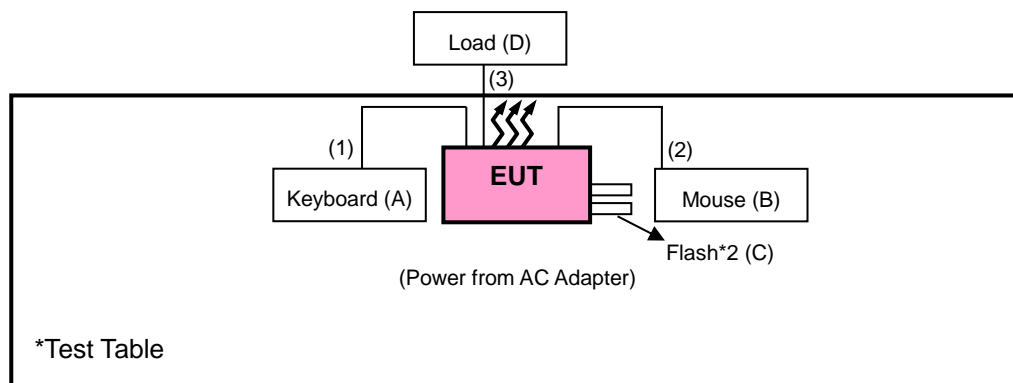 Load (D)
(3)
(1)
(2)
EUT
Keyboard (A)
Mouse (B)
Flash*2 (C)
(Power from AC Adapter)
*Test Table